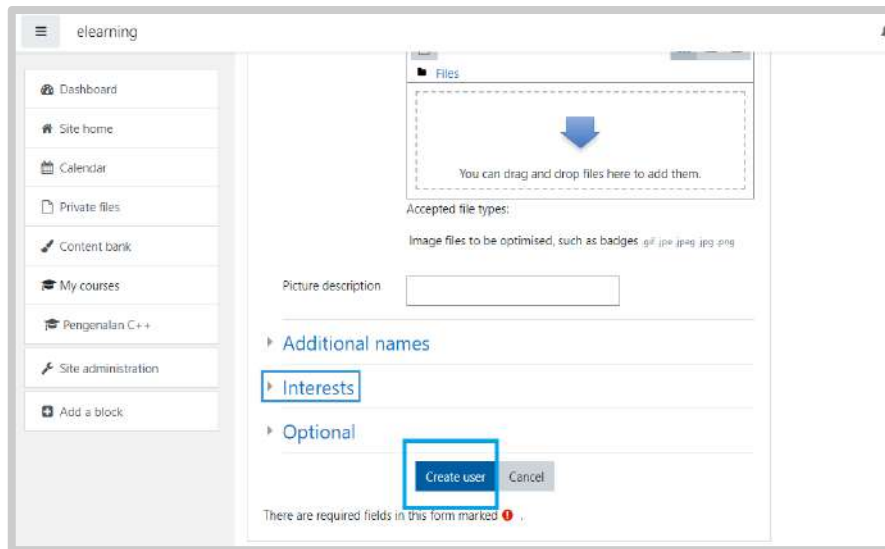 elearning
Dashboard
Site home
Calendar
Private files
Content bank
My courses
Pengenalan C++
Site administration
Add a block
Files
You can drag and drop files here to add them.
Accepted file types:
Image files to be optimised, such as badges .gif .jpe .jpeg .jpg .png
Picture description
Additional names
Interests
Optional
Create user Cancel
There are required fields in this form marked .